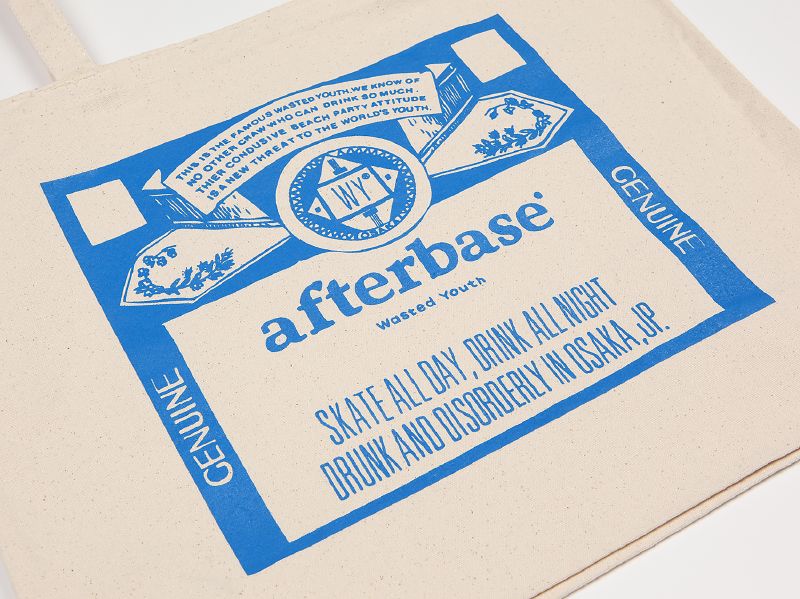 THIS IS THE FAMOUS WASTED YOUTH. WE KNOW OF
NO OTHER CRAW WHO CAN DRINK SO MUCH.
THIER CONDUSIVE BEACH PARTY ATTITUDE
IS A NEW THREAT TO THE WORLD'S YOUTH.
WY
OSAKA
afterbase
Wasted Youth
GENUINE
GENUINE
SKATE ALL DAY, DRINK ALL NIGHT
DRUNK AND DISORDERLY IN OSAKA, JP.